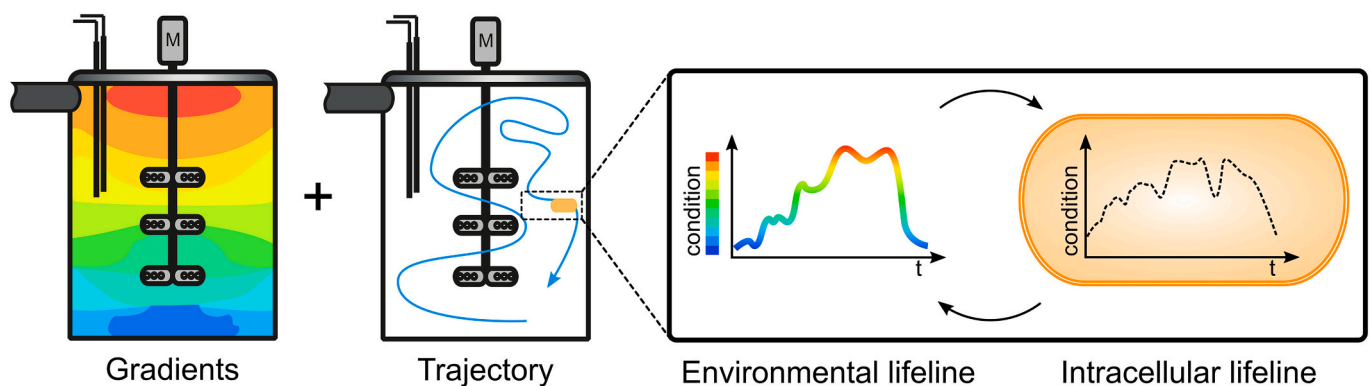 M
M
+
condition
t
condition
t
Gradients
Trajectory
Environmental lifeline
Intracellular lifeline